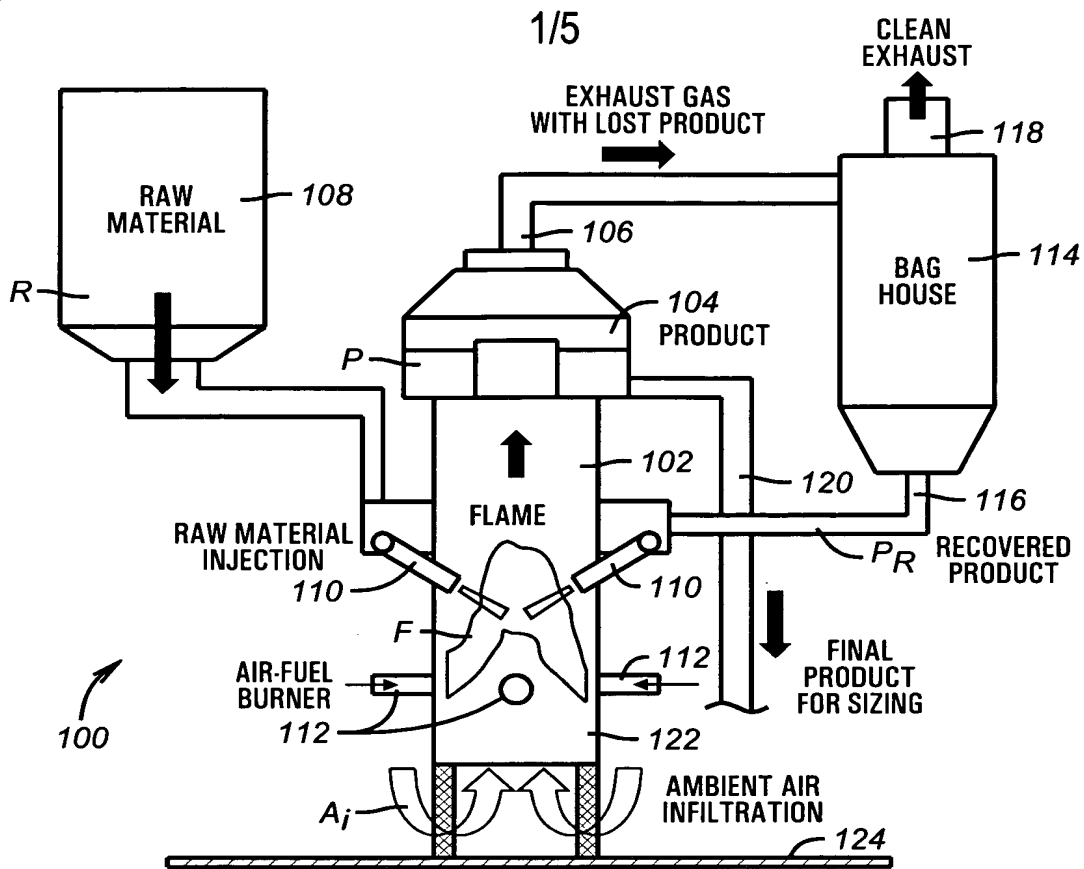 1/5
CLEAN
EXHAUST
EXHAUST GAS
WITH LOST PRODUCT
118
RAW
MATERIAL
108
106
114
BAG
HOUSE
R
104
PRODUCT
P
102
120
116
FLAME
RAW MATERIAL
INJECTION
110
110
PR
RECOVERED
PRODUCT
F
AIR-FUEL
BURNER
112
112
FINAL
PRODUCT
FOR SIZING
100
122
Ai
AMBIENT AIR
INFILTRATION
124